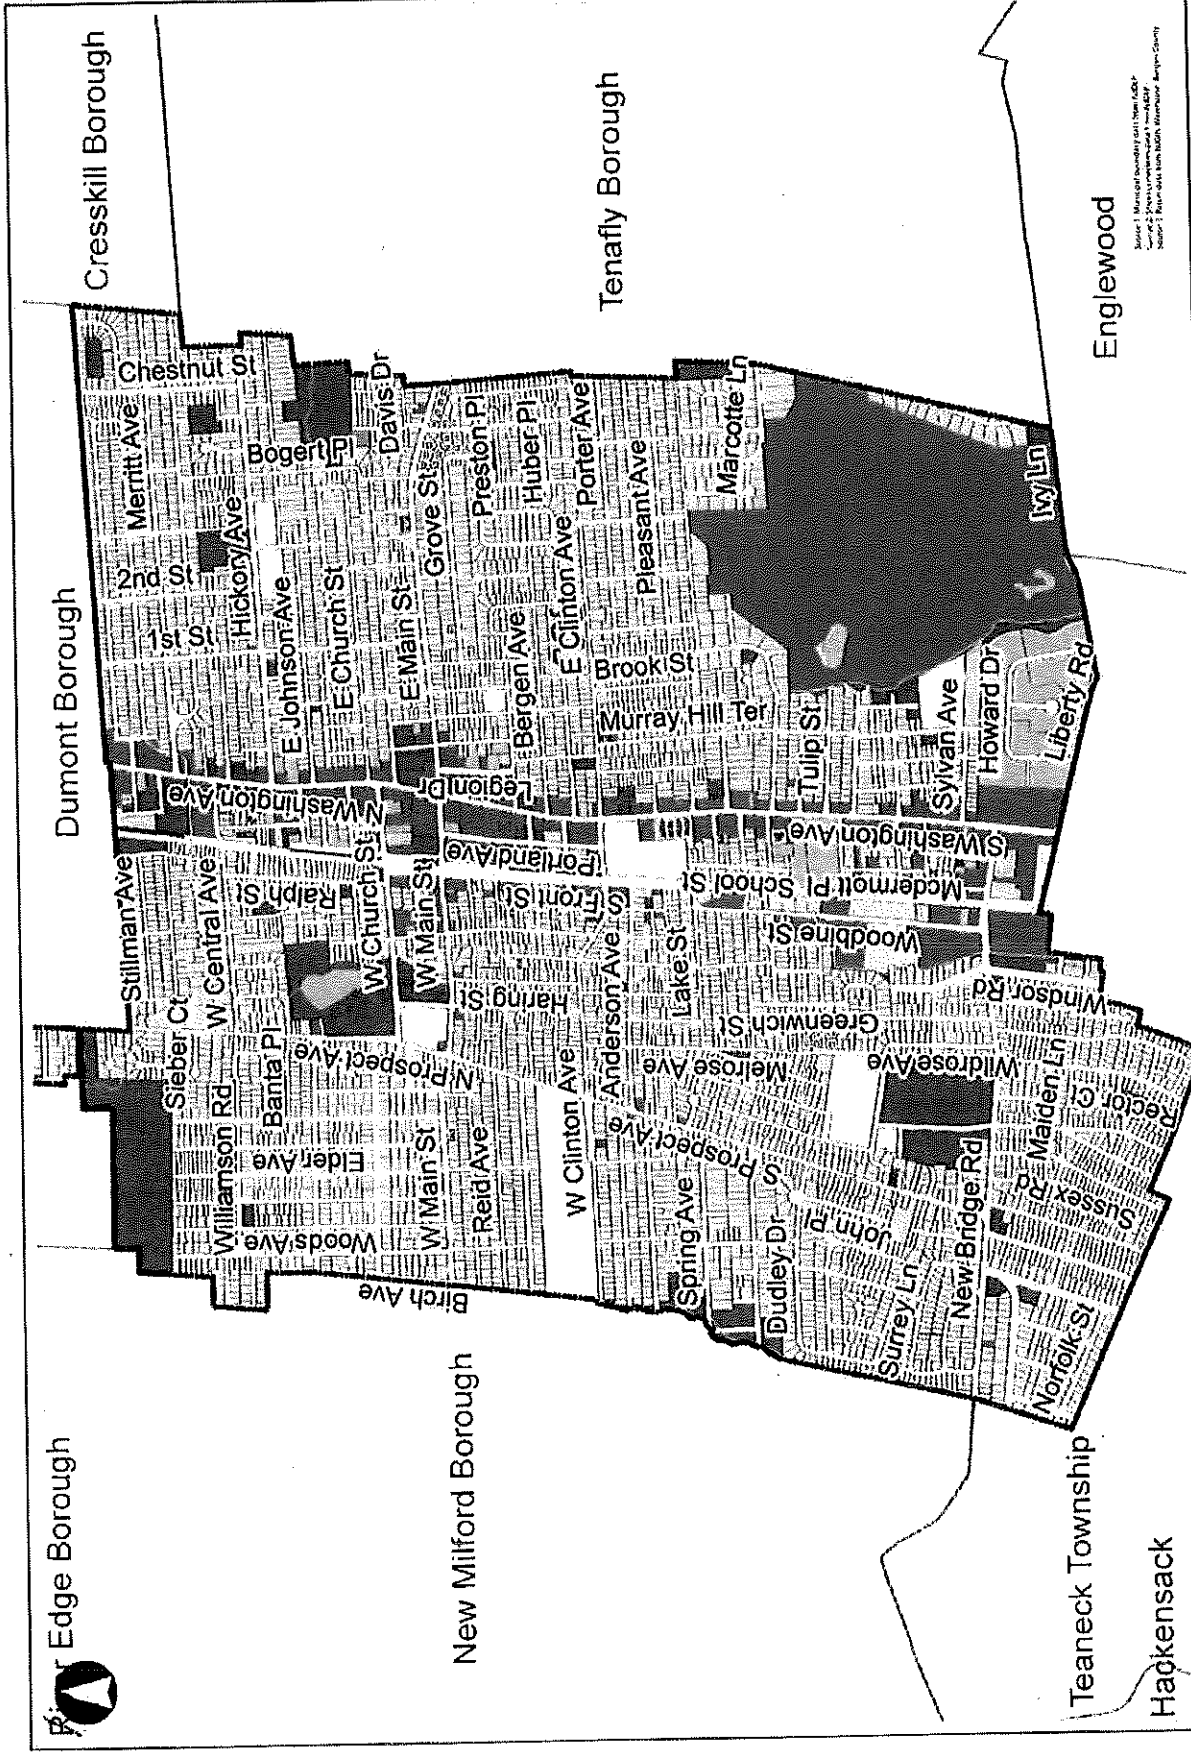 Edge Borough
Dumont Borough
Cresskill Borough
Tenafly Borough
Englewood
New Milford Borough
Teaneck Township
Hackensack
Chestnut St
Merritt Ave
Bogert Pl
Davis Dr
2nd St
Hickory Ave
1st St
E Johnson Ave
E Church St
E Main St
Grove St
Preston Pl
Huber Pl
Porter Ave
Pleasant Ave
Marcotte Ln
Ivy Ln
Bergen Ave
E Clinton Ave
Brook St
Murray Hill Ter
Tulip St
Sylvan Ave
Howard Dr
Liberty Rd
N Washington Ave
Legion Dr
S Washington Ave
Portland Ave
Stillman Ave
W Central Ave
Ralph St
W Church St
W Main St
S Front St
School St
Mcdermott Pl
Woodbine St
Sieber Ct
Banta Pl
N Prospect Ave
Haring St
Anderson Ave
Lake St
Greenwich St
Windsor Rd
Williamson Rd
Elder Ave
W Main St
Reid Ave
W Clinton Ave
Melrose Ave
Wildrose Ave
Maiden Ln
Rector Ct
Woods Ave
Birch Ave
S Prospect Ave
Spring Ave
Dudley Dr
John Pl
Surrey Ln
New Bridge Rd
Sussex Rd
Norfolk St